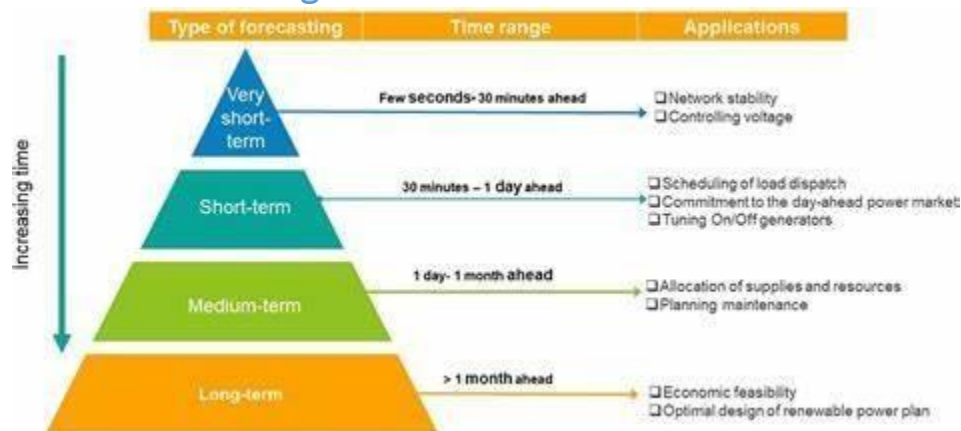 Type of forecasting Time range Applications
Increasing time
Very
short-
term
Few seconds- 30 minutes ahead
❑Network stability
❑Controlling voltage
Short-term
30 minutes – 1 day ahead
❑Scheduling of load dispatch
❑Commitment to the day-ahead power market
❑Tuning On/Off generators
Medium-term
1 day- 1 month ahead
❑Allocation of supplies and resources
❑Planning maintenance
Long-term
> 1 month ahead
❑Economic feasibility
❑Optimal design of renewable power plan